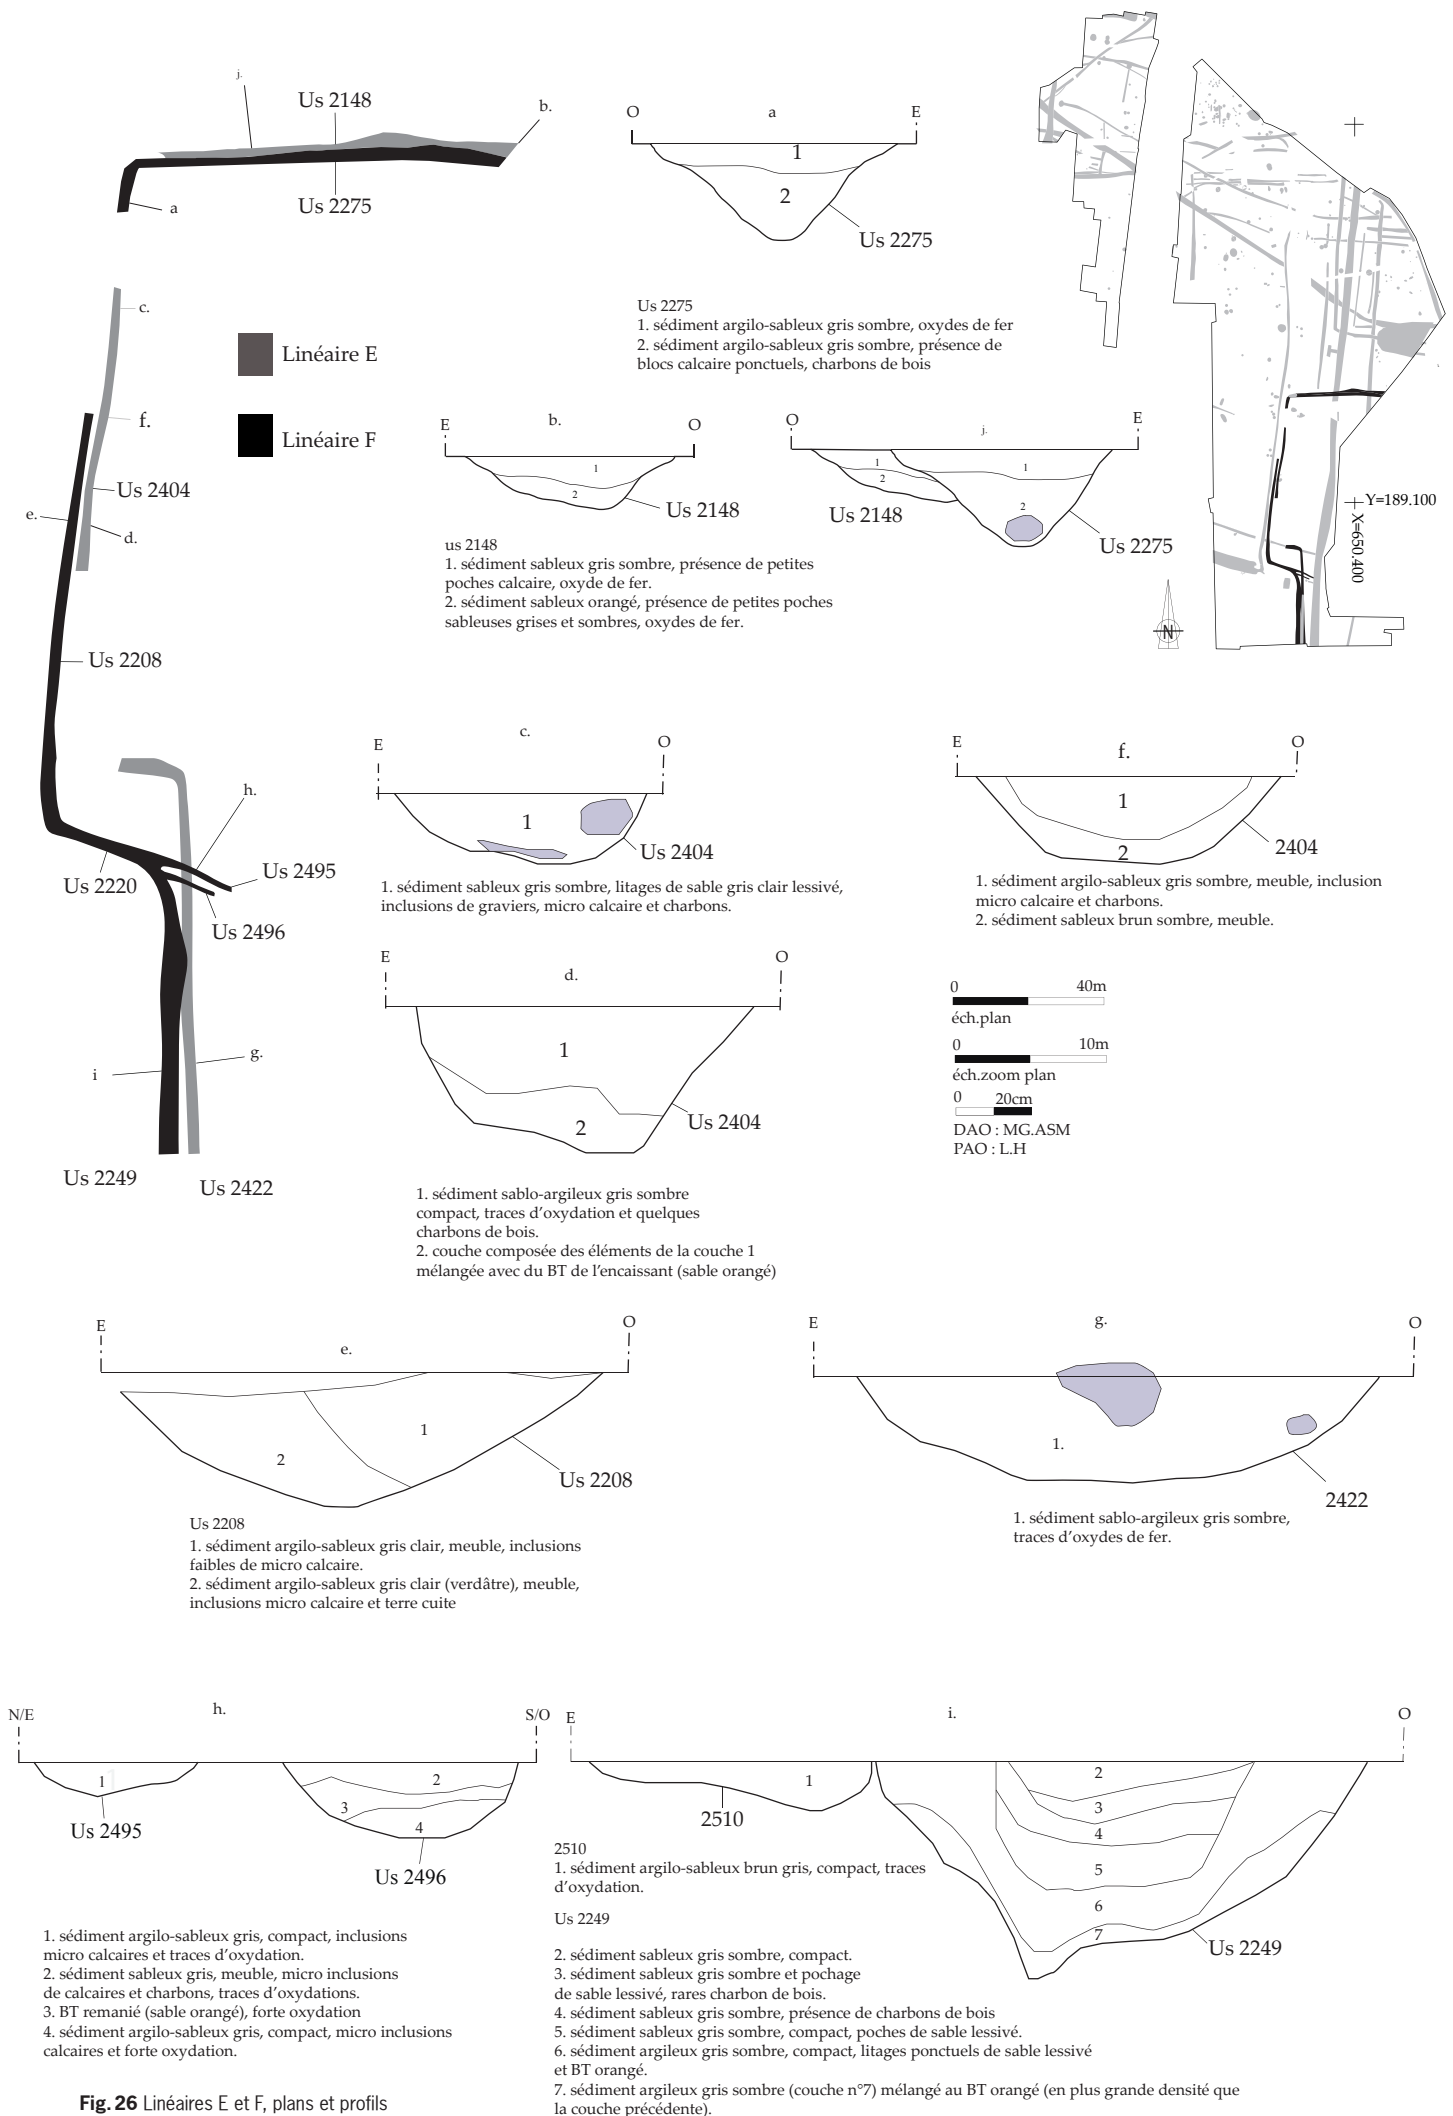 j.
Us 2148
b.
a
Us 2275
O
a
E
1
2
Us 2275
Us 2275
1. sédiment argilo-sableux gris sombre, oxydes de fer
2. sédiment argilo-sableux gris sombre, présence de
blocs calcaire ponctuels, charbons de bois
Y=189.100
X=650.400
N
c.
f.
Us 2404
e.
d.
Us 2208
h.
Us 2495
Us 2220
Us 2496
g.
i
Us 2249
Us 2422
Linéaire E
Linéaire F
E
b.
O
1
2
Us 2148
us 2148
1. sédiment sableux gris sombre, présence de petites
poches calcaire, oxyde de fer.
2. sédiment sableux orangé, présence de petites poches
sableuses grises et sombres, oxydes de fer.
O
j.
E
1
2
1
2
Us 2148
Us 2275
E
c.
O
1
Us 2404
1. sédiment sableux gris sombre, litages de sable gris clair lessivé,
inclusions de graviers, micro calcaire et charbons.
E
f.
O
1
2
2404
1. sédiment argilo-sableux gris sombre, meuble, inclusion
micro calcaire et charbons.
2. sédiment sableux brun sombre, meuble.
E
d.
O
1
2
Us 2404
1. sédiment sablo-argileux gris sombre
compact, traces d'oxydation et quelques
charbons de bois.
2. couche composée des éléments de la couche 1
mélangée avec du BT de l'encaissant (sable orangé)
0 40m
éch.plan
0 10m
éch.zoom plan
0 20cm
DAO : MG.ASM
PAO : L.H
E
e.
O
1
2
Us 2208
Us 2208
1. sédiment argilo-sableux gris clair, meuble, inclusions
faibles de micro calcaire.
2. sédiment argilo-sableux gris clair (verdâtre), meuble,
inclusions micro calcaire et terre cuite
E
g.
O
1.
2422
1. sédiment sablo-argileux gris sombre,
traces d'oxydes de fer.
N/E
h.
S/O
1
2
3
4
Us 2495
Us 2496
1. sédiment argilo-sableux gris, compact, inclusions
micro calcaires et traces d'oxydation.
2. sédiment sableux gris, meuble, micro inclusions
de calcaires et charbons, traces d'oxydations.
3. BT remanié (sable orangé), forte oxydation
4. sédiment argilo-sableux gris, compact, micro inclusions
calcaires et forte oxydation.
E
i.
O
1
2
3
4
5
6
7
2510
Us 2249
2510
1. sédiment argilo-sableux brun gris, compact, traces
d'oxydation.
Us 2249
2. sédiment sableux gris sombre, compact.
3. sédiment sableux gris sombre et pochage
de sable lessivé, rares charbon de bois.
4. sédiment sableux gris sombre, présence de charbons de bois
5. sédiment sableux gris sombre, compact, poches de sable lessivé.
6. sédiment argileux gris sombre, compact, litages ponctuels de sable lessivé
et BT orangé.
7. sédiment argileux gris sombre (couche n°7) mélangé au BT orangé (en plus grande densité que
la couche précédente).
Fig. 26 Linéaires E et F, plans et profils